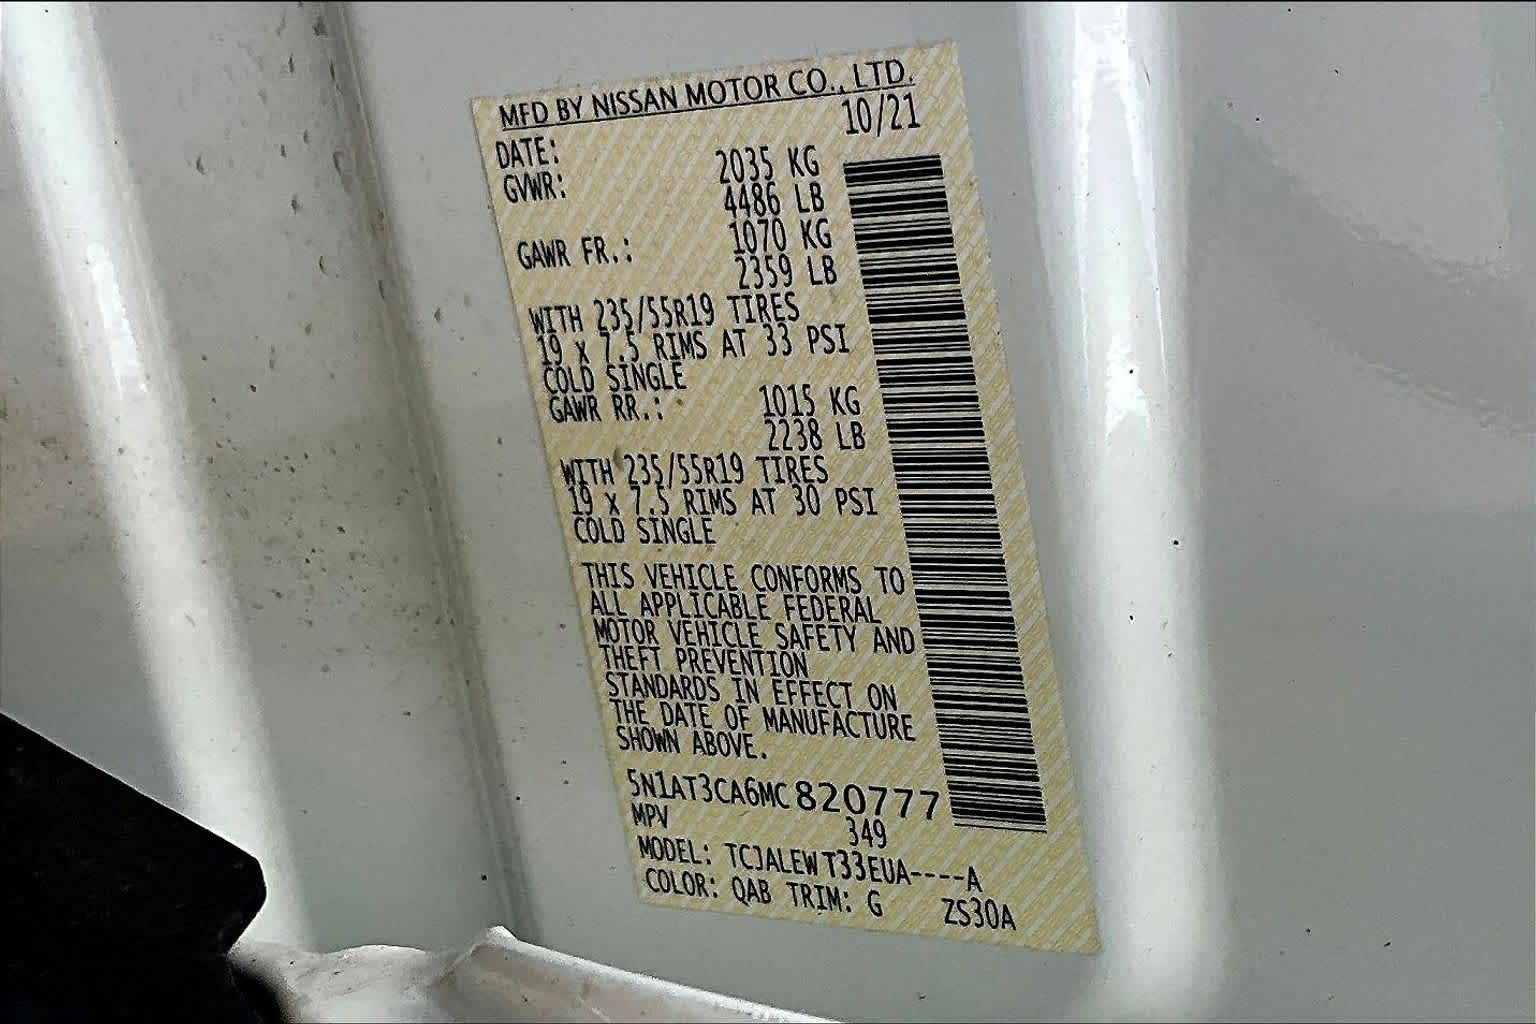 MFD BY NISSAN MOTOR CO., LTD.
DATE: 10/21
GVWR: 2035 KG
4486 LB
GAWR FR.: 1070 KG
2359 LB
WITH 235/55R19 TIRES
19 X 7.5 RIMS AT 33 PSI
COLD SINGLE
GAWR RR.: 1015 KG
2238 LB
WITH 235/55R19 TIRES
19 X 7.5 RIMS AT 30 PSI
COLD SINGLE
THIS VEHICLE CONFORMS TO
ALL APPLICABLE FEDERAL
MOTOR VEHICLE SAFETY AND
THEFT PREVENTION
STANDARDS IN EFFECT ON
THE DATE OF MANUFACTURE
SHOWN ABOVE.
5N1AT3CA6MC820777
MPV 349
MODEL: TCJALEWT33EUA----A
COLOR: QAB TRIM: G ZS30A